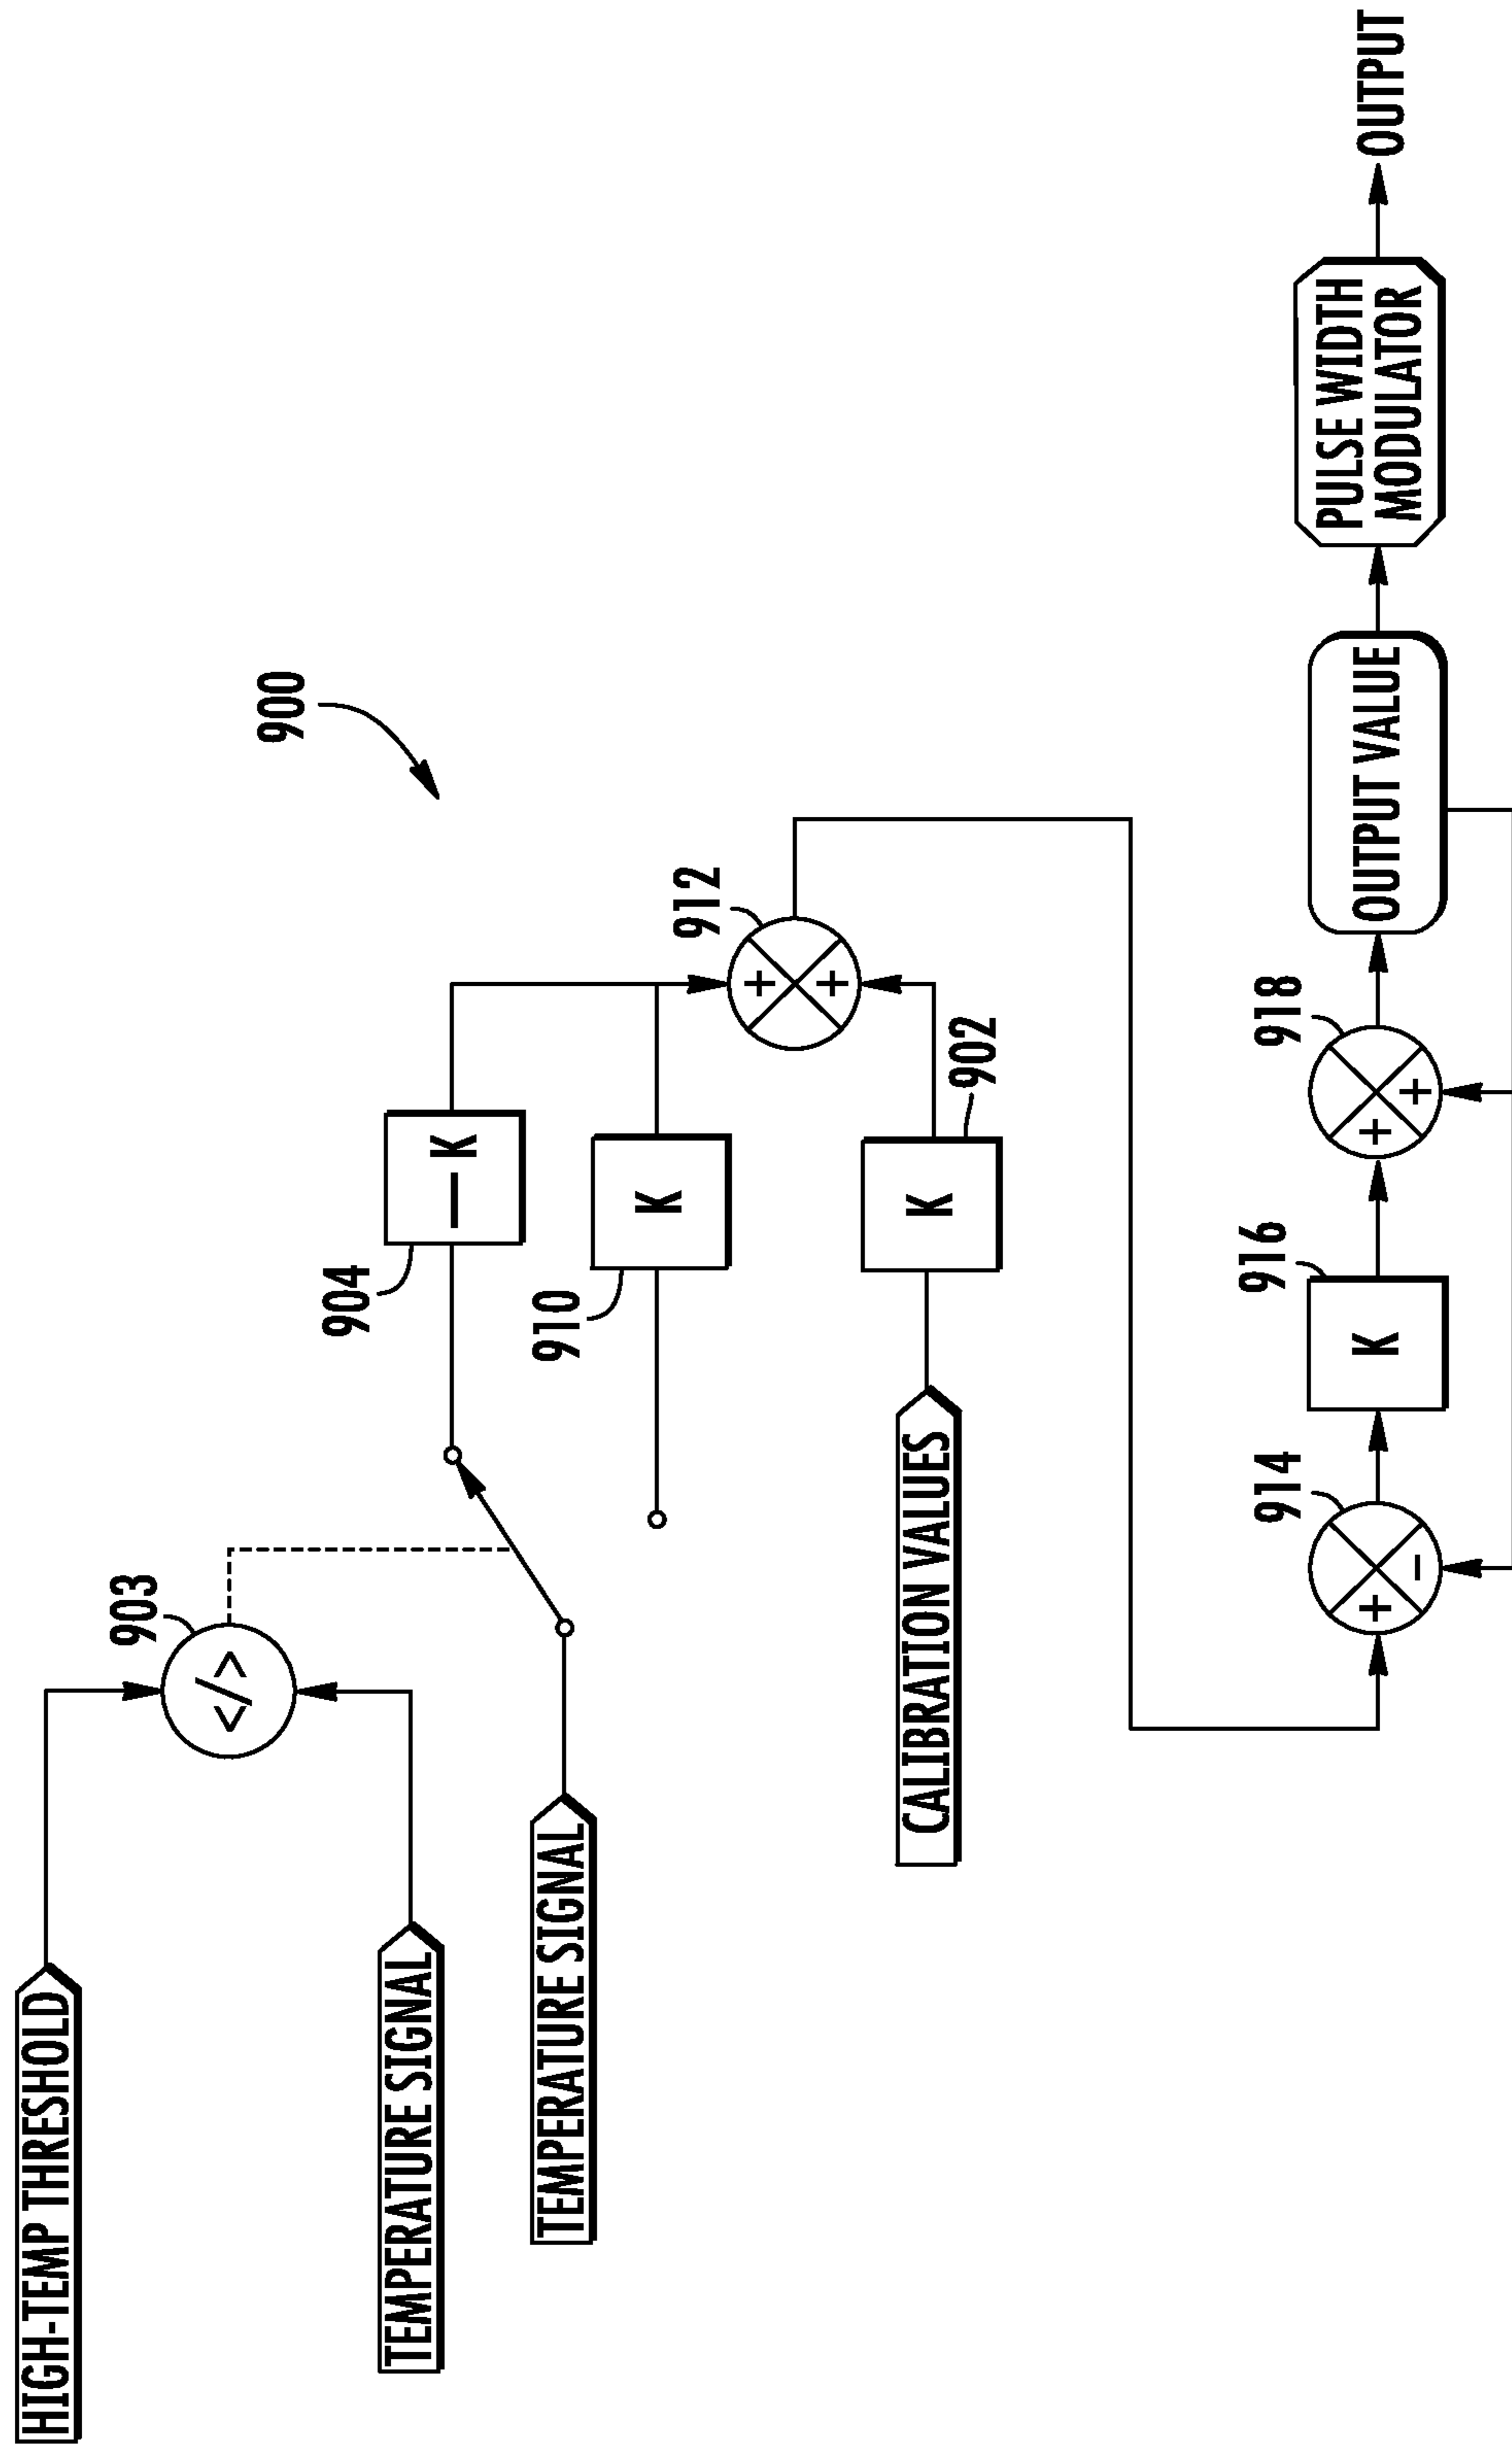 HIGH-TEMP THRESHOLD
903
</>
TEMPERATURE SIGNAL
904
—K
900
TEMPERATURE SIGNAL
910
K
912
+
+
CALIBRATION VALUES
K
902
914
+
-
916
K
918
+
+
OUTPUT VALUE
PULSE WIDTH
MODULATOR
OUTPUT